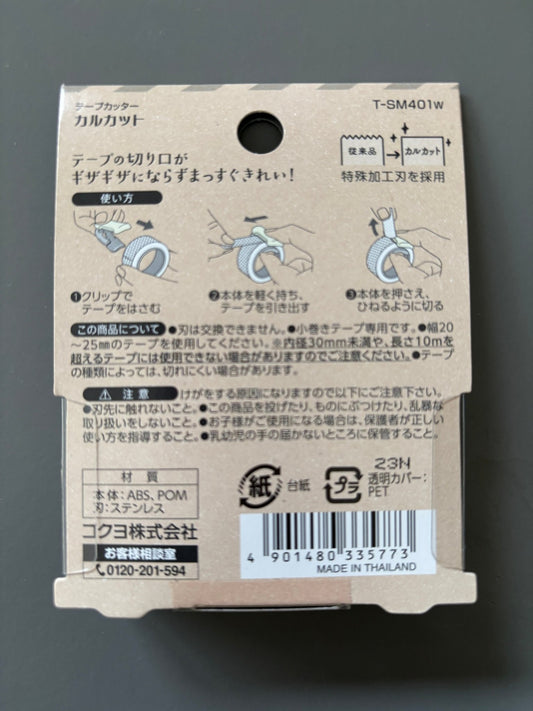 テープカッター
カルカット
T-SM401W
テープの切り口が
ギザギザにならずまっすぐきれい!
従来品 → カルカット
特殊加工刃を採用
使い方
❶クリップで
テープをはさむ
❷本体を軽く持ち、
テープを引き出す
❸本体を押さえ、
ひねるように切る
この商品について ●刃は交換できません。●小巻きテープ専用です。●幅20
～25㎜のテープを使用してください。※内径30mm未満や、長さ10mを
超えるテープには使用できない場合がありますのでご注意ください。●テープ
の種類によっては、切れにくい場合があります。
⚠ 注意 けがをする原因になりますので以下にご注意下さい。
●刃先に触れないこと。●この商品を投げたり、ものにぶつけたり、乱暴な
取り扱いをしないこと。●お子様がご使用になる場合は、保護者が正しい
使い方を指導すること。●乳幼児の手の届かないところに保管すること。
材質
本体:ABS、POM
刃:ステンレス
紙 台紙
プラ
23N
透明カバー:
PET
コクヨ株式会社
お客様相談室
0120-201-594
4 901480 335773
MADE IN THAILAND